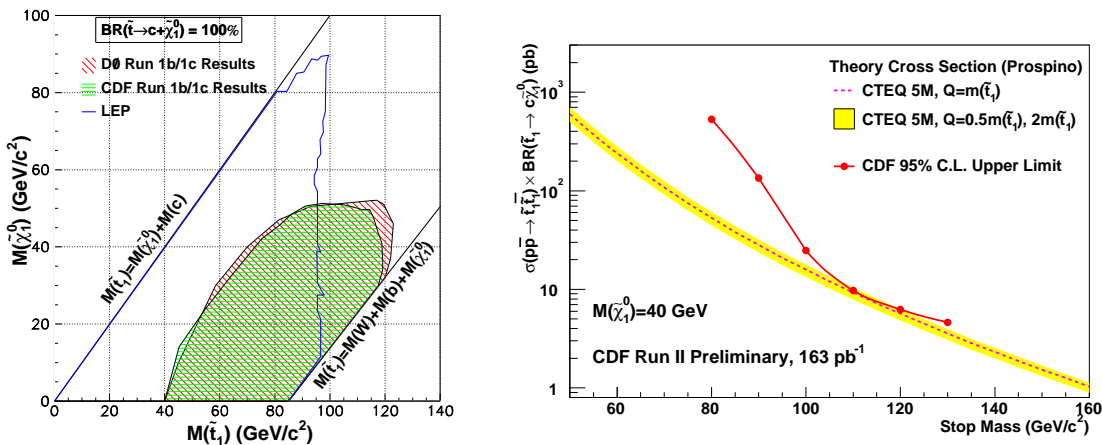 BR(t̃→c+χ̃₁⁰) = 100%
DØ Run 1b/1c Results
CDF Run 1b/1c Results
LEP
M(t̃₁)=M(χ̃₁⁰)+M(c)
M(t̃₁)=M(W)+M(b)+M(χ̃₁⁰)
M(χ̃₁⁰) (GeV/c²)
100
80
60
40
20
0
0 20 40 60 80 100 120 140
M(t̃₁) (GeV/c²)
σ(pp̅ → t̃₁t̃̅₁) × BR(t̃₁ → cχ̃₁⁰) (pb)
10³
10²
10
1
Theory Cross Section (Prospino)
CTEQ 5M, Q=m(t̃₁)
CTEQ 5M, Q=0.5m(t̃₁), 2m(t̃₁)
CDF 95% C.L. Upper Limit
M(χ̃₁⁰)=40 GeV
CDF Run II Preliminary, 163 pb⁻¹
60 80 100 120 140 160
Stop Mass (GeV/c²)